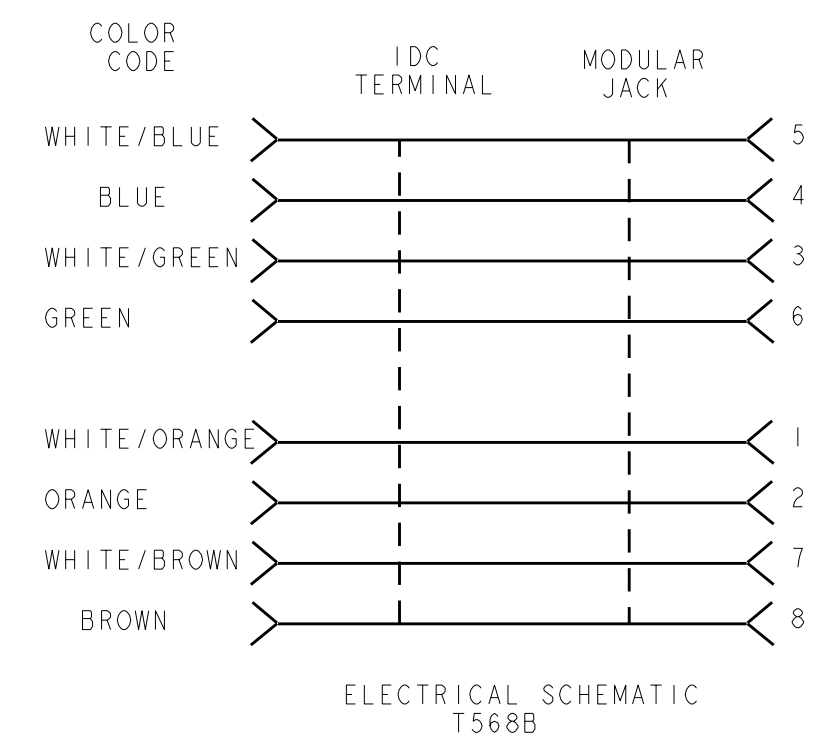 COLOR
CODE
IDC
TERMINAL
MODULAR
JACK
WHITE/BLUE 5
BLUE 4
WHITE/GREEN 3
GREEN 6
WHITE/ORANGE 1
ORANGE 2
WHITE/BROWN 7
BROWN 8
ELECTRICAL SCHEMATIC
T568B